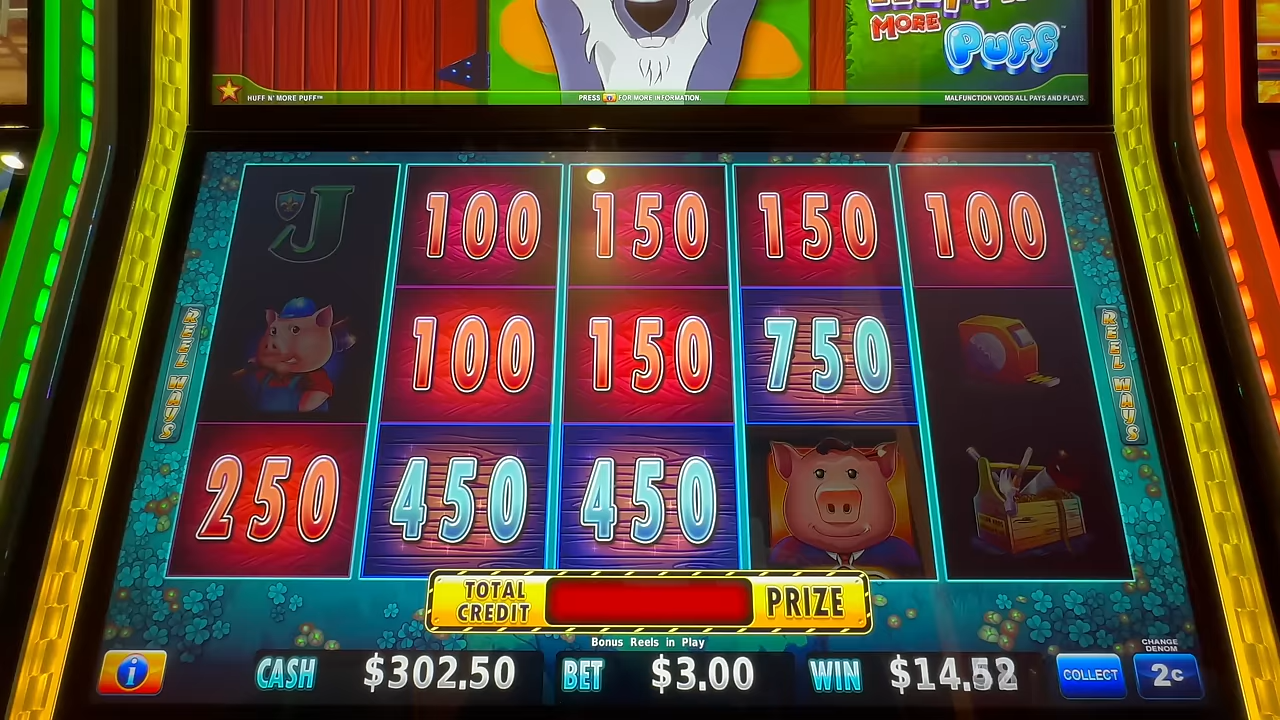 MORE
Puff™
HUFF N' MORE PUFF™
PRESS FOR MORE INFORMATION.
MALFUNCTION VOIDS ALL PAYS AND PLAYS.
J 100 150 150 100
REEL WAYS
100 150 750
REEL WAYS
250 450 450
TOTAL
CREDIT
PRIZE
Bonus Reels in Play
CASH $302.50 BET $3.00 WIN
COLLECT
CHANGE
DENOM
2¢